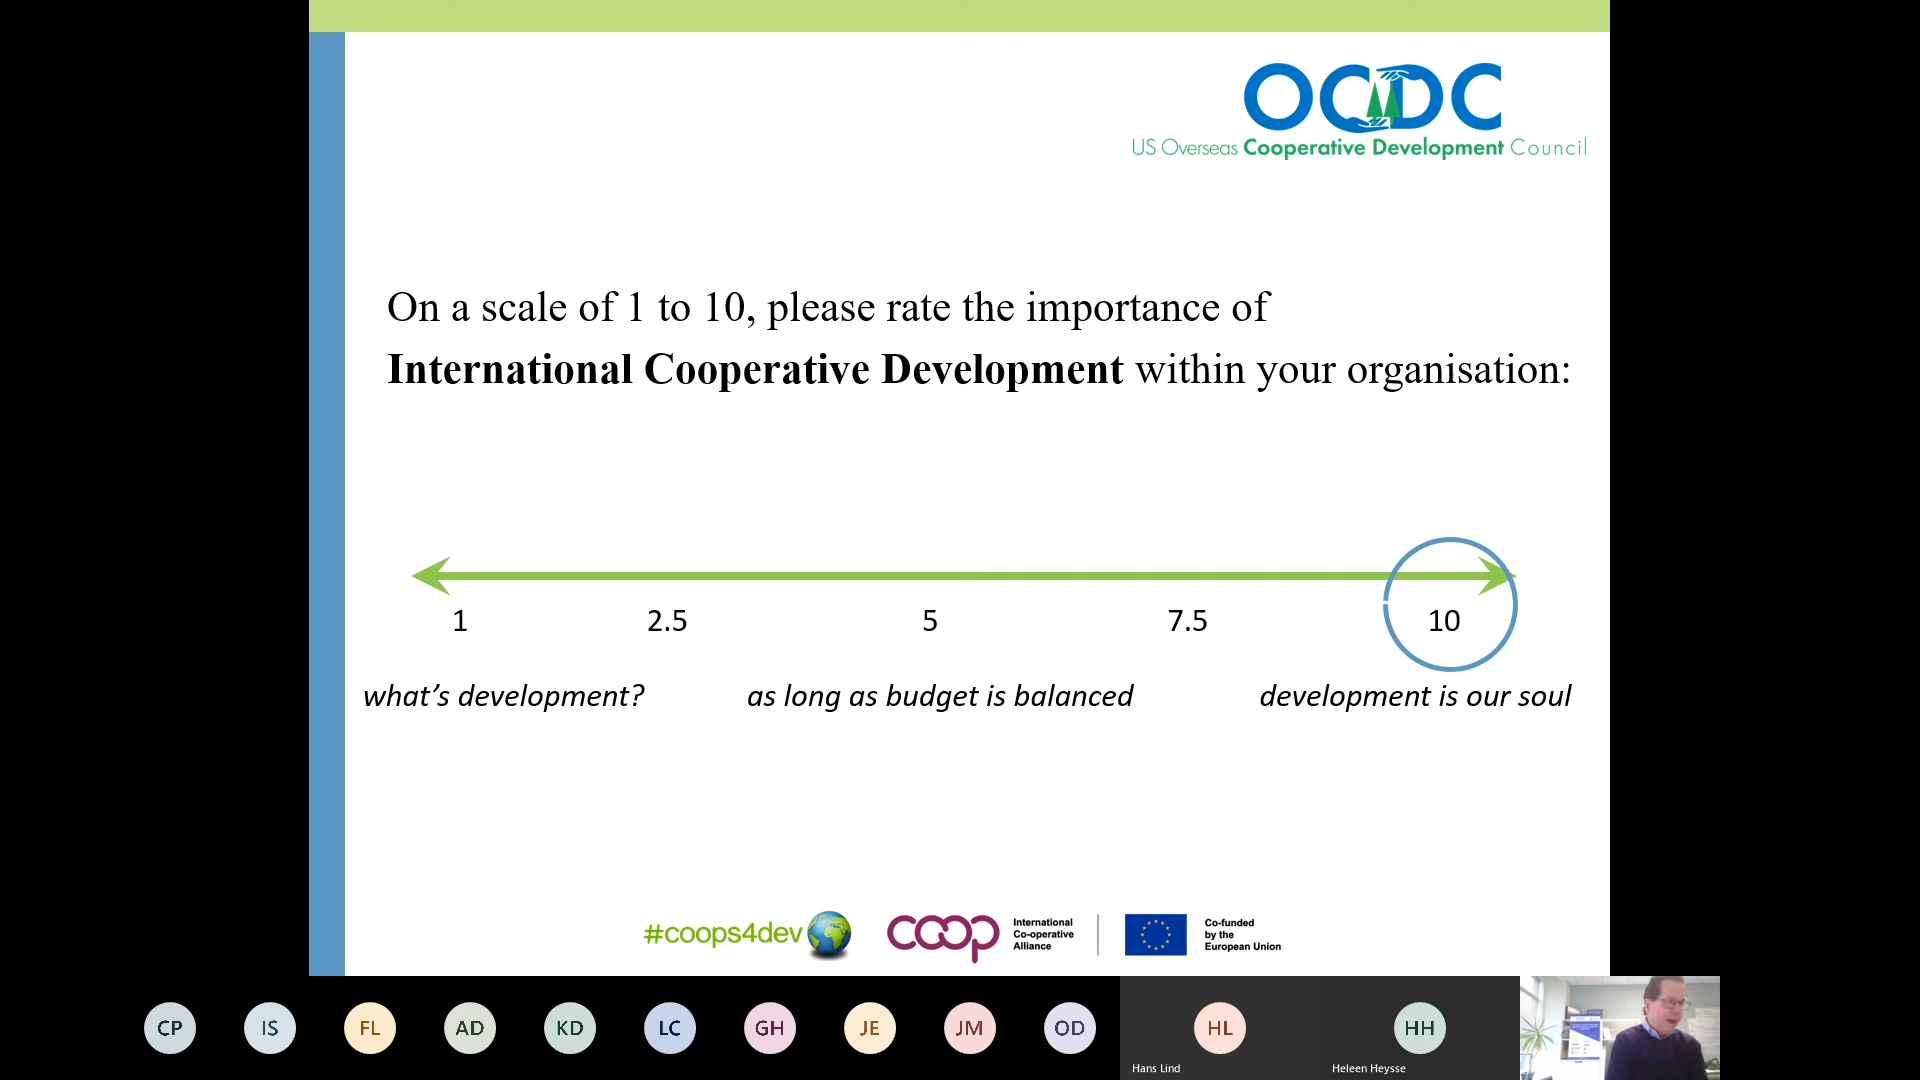 OCDC
US Overseas Cooperative Development Council
On a scale of 1 to 10, please rate the importance of
International Cooperative Development within your organisation:
1 2.5 5 7.5 10
what’s development? as long as budget is balanced development is our soul
#coops4dev
coop
International
Co-operative
Alliance
Co-funded
by the
European Union
CP IS FL AD KD LC GH JE JM OD HL HH
Hans Lind Heleen Heysse